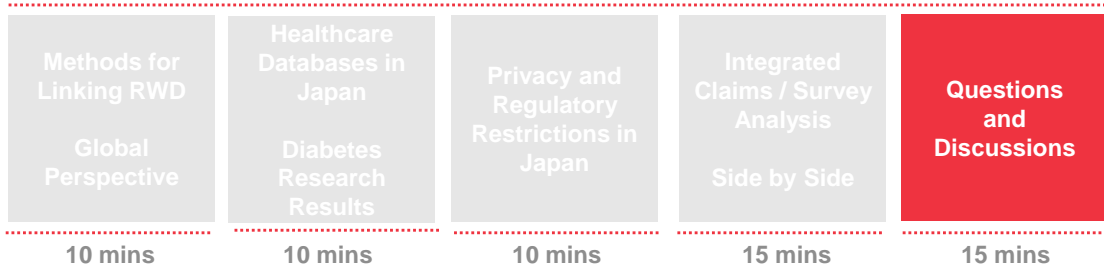 Methods for
Linking RWD
Global
Perspective
10 mins
Healthcare
Databases in
Japan
Diabetes
Research
Results
10 mins
Privacy and
Regulatory
Restrictions in
Japan
10 mins
Integrated
Claims / Survey
Analysis
Side by Side
15 mins
Questions
and
Discussions
15 mins